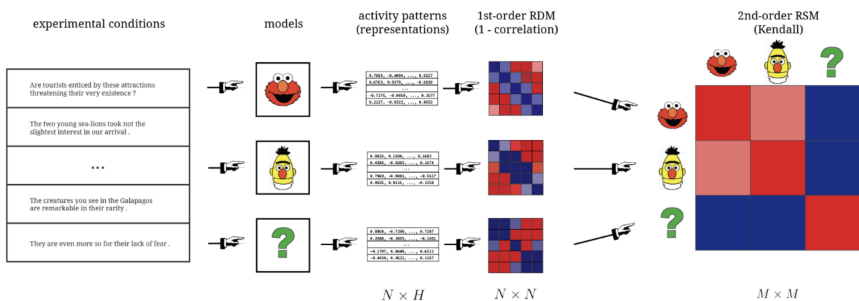 experimental conditions
models
activity patterns
(representations)
1st-order RDM
(1 - correlation)
2nd-order RSM
(Kendall)
Are tourists enticed by these attractions
threatening their very existence ?
The two young sea-lions took not the
slightest interest in our arrival .
...
The creatures you see in the Galapagos
are remarkable in their rarity .
They are even more so for their lack of fear .
?
?
?
N × H
N × N
M × M